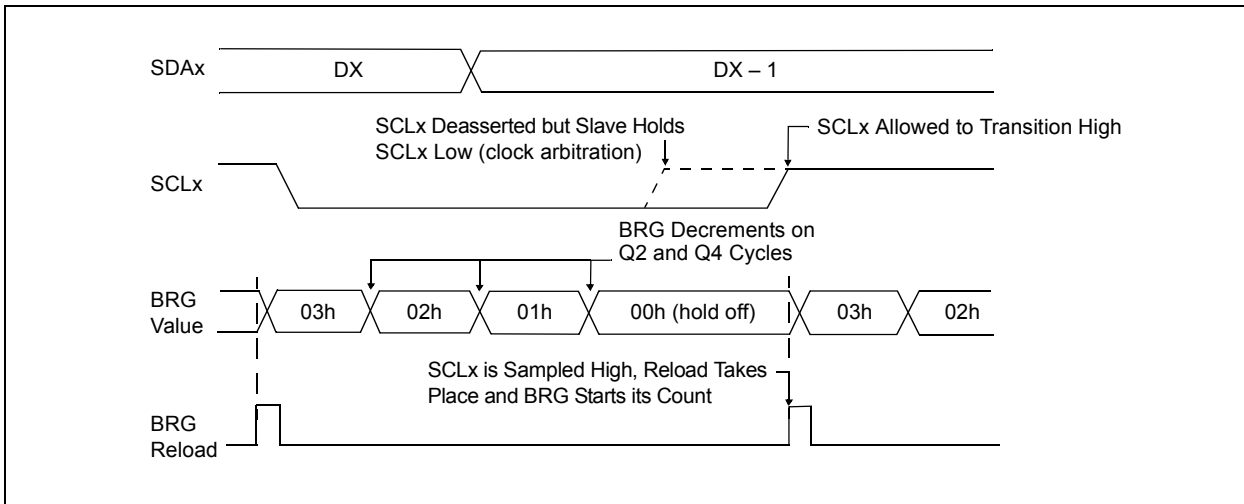 SDAx
DX
DX – 1
SCLx Deasserted but Slave Holds
SCLx Low (clock arbitration)
SCLx Allowed to Transition High
SCLx
BRG Decrements on
Q2 and Q4 Cycles
BRG
Value
03h
02h
01h
00h (hold off)
03h
02h
SCLx is Sampled High, Reload Takes
Place and BRG Starts its Count
BRG
Reload